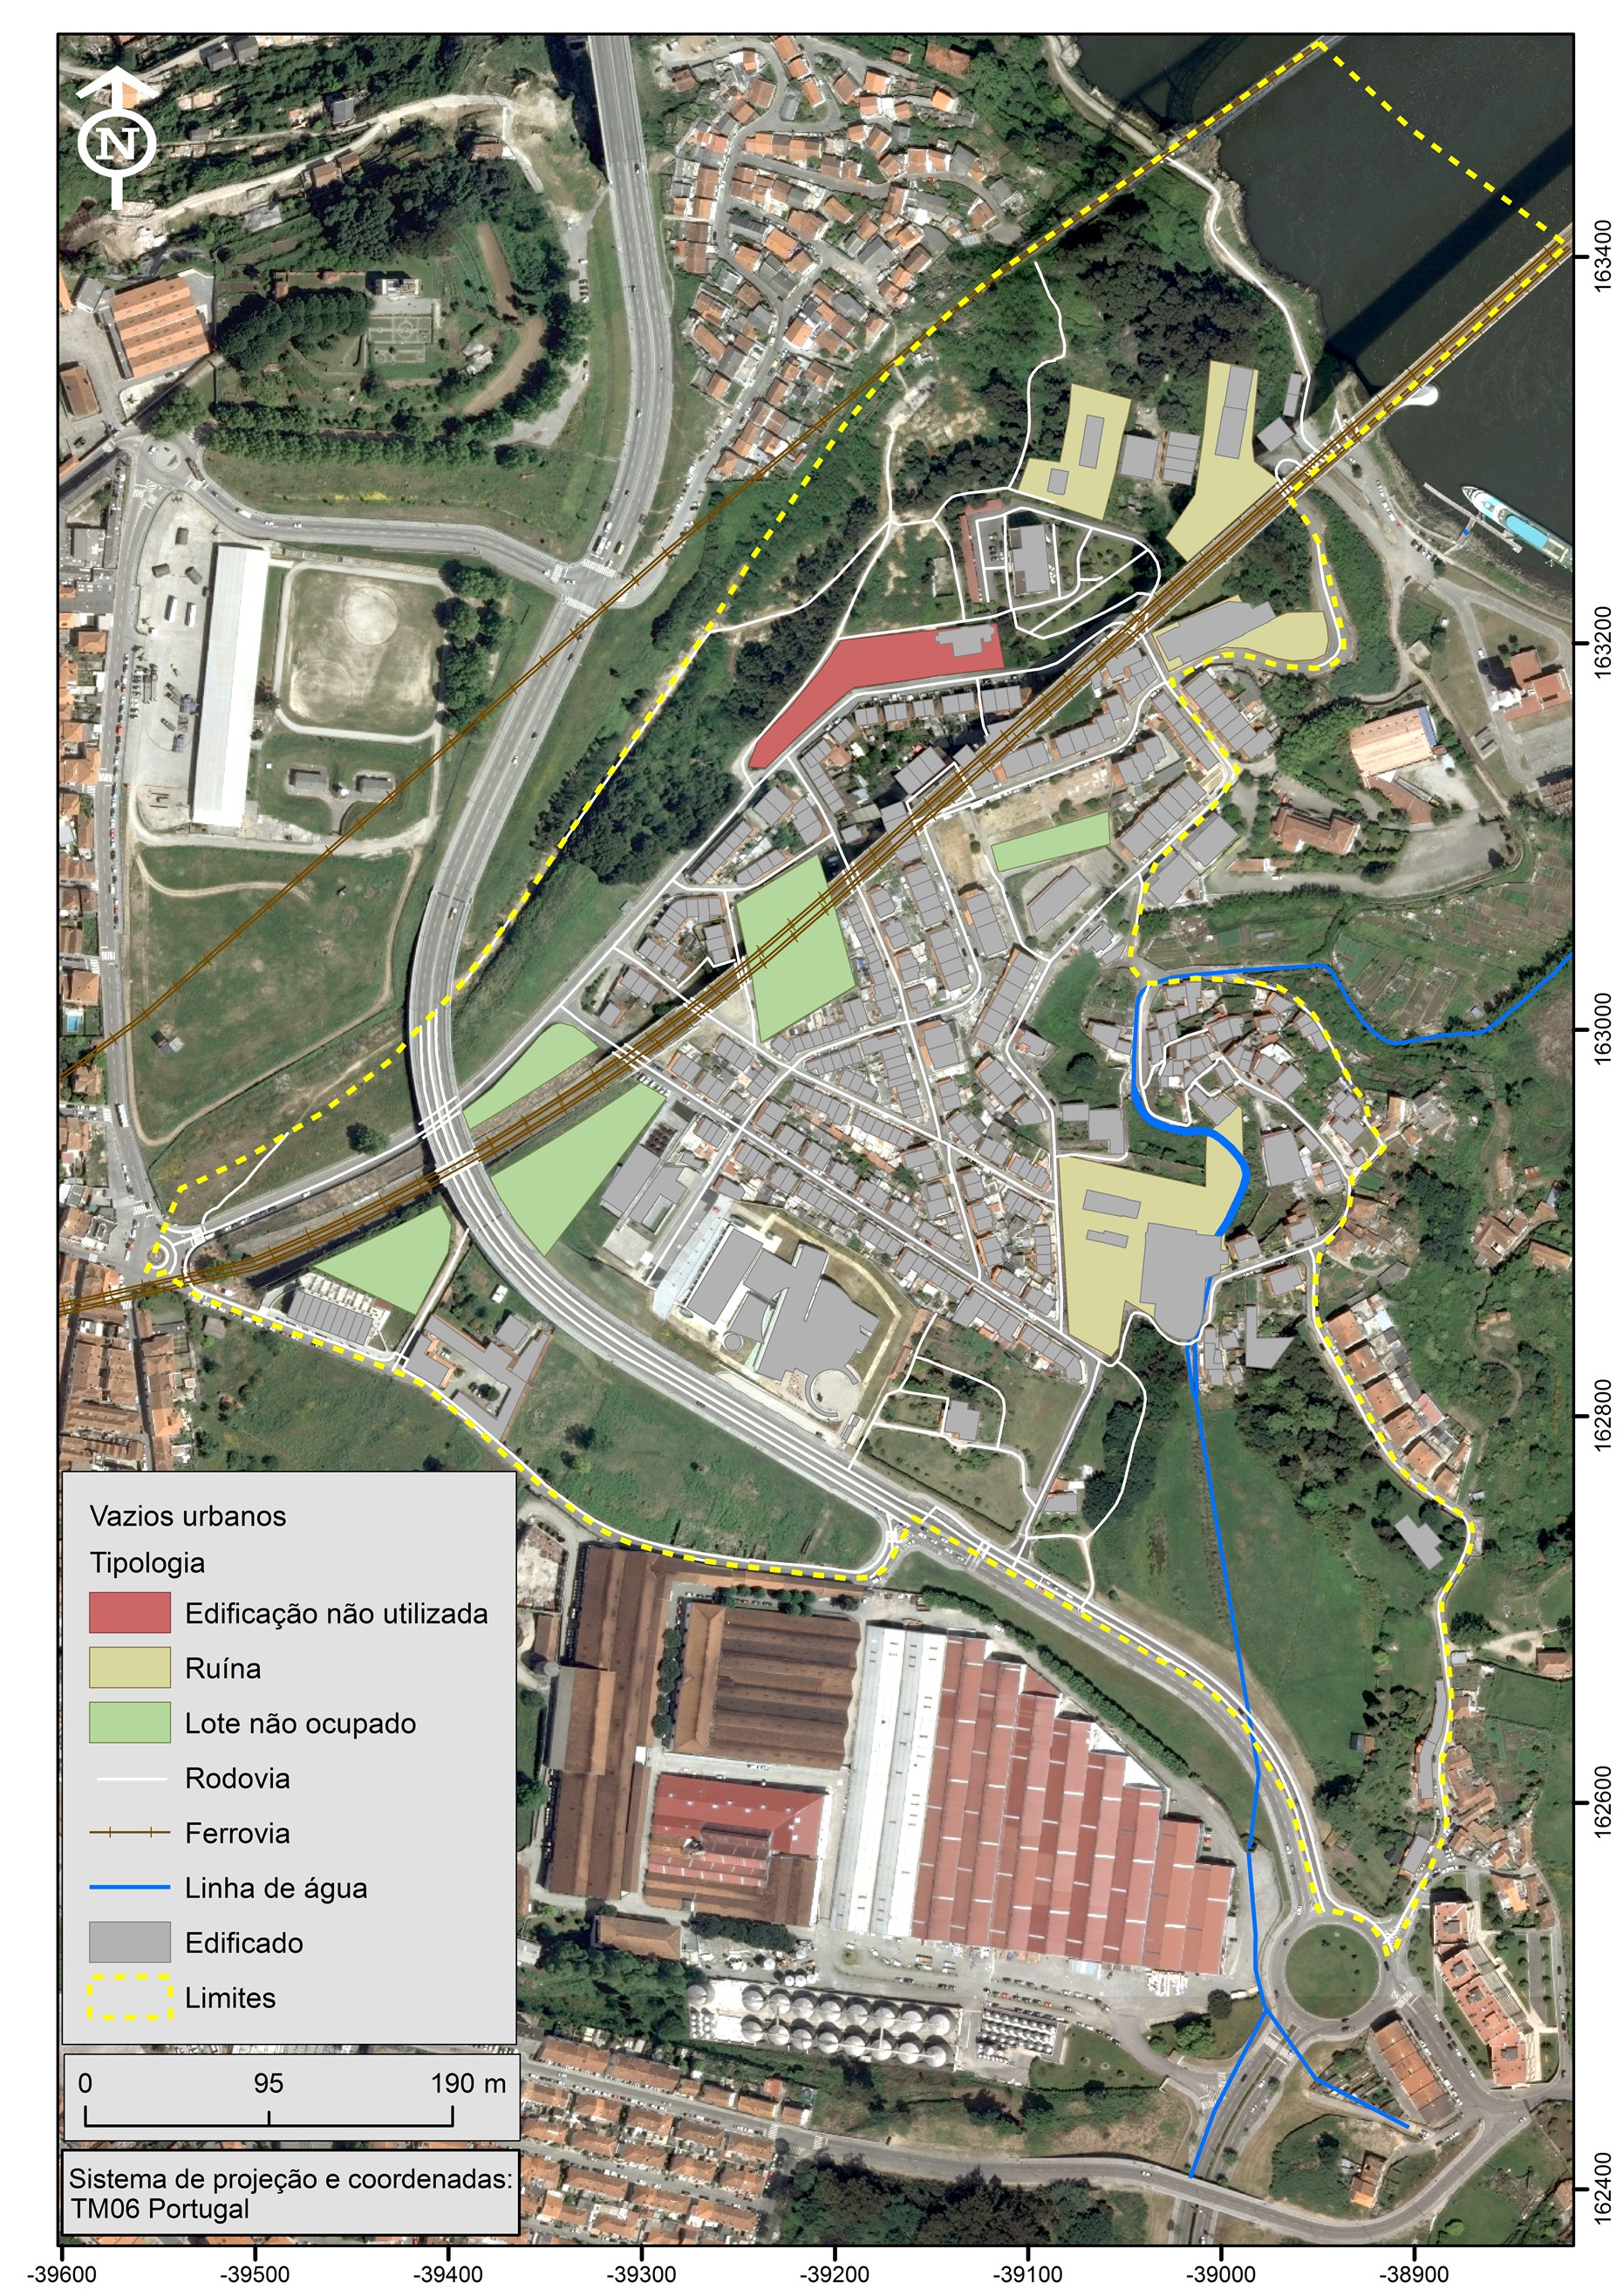 N
163400
163200
163000
162800
162600
162400
Vazios urbanos
Tipologia
Edificação não utilizada
Ruína
Lote não ocupado
Rodovia
Ferrovia
Linha de água
Edificado
Limites
0 95 190 m
Sistema de projeção e coordenadas:
TM06 Portugal
-39600 -39500 -39400 -39300 -39200 -39100 -39000 -38900